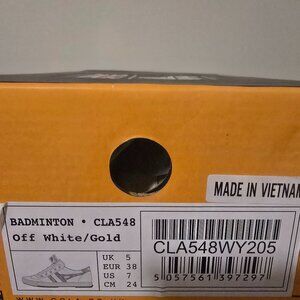 MADE IN VIETNAM
BADMINTON • CLA548
Off White/Gold
UK 5
EUR 38
US 7
CM 24
CLA548WY205
5 057561 397297